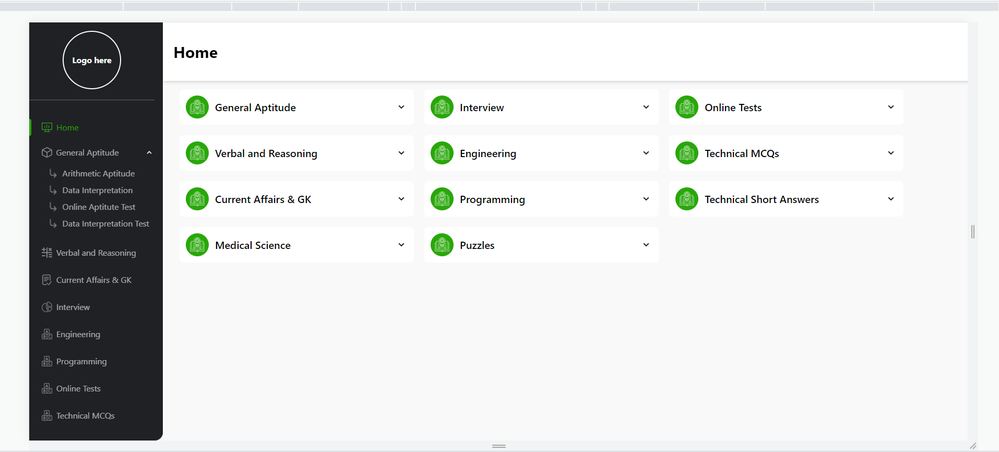 Logo here
Home
General Aptitude
Arithmetic Aptitude
Data Interpretation
Online Aptitute Test
Data Interpretation Test
Verbal and Reasoning
Current Affairs & GK
Interview
Engineering
Programming
Online Tests
Technical MCQs
Home
General Aptitude
Interview
Online Tests
Verbal and Reasoning
Engineering
Technical MCQs
Current Affairs & GK
Programming
Technical Short Answers
Medical Science
Puzzles